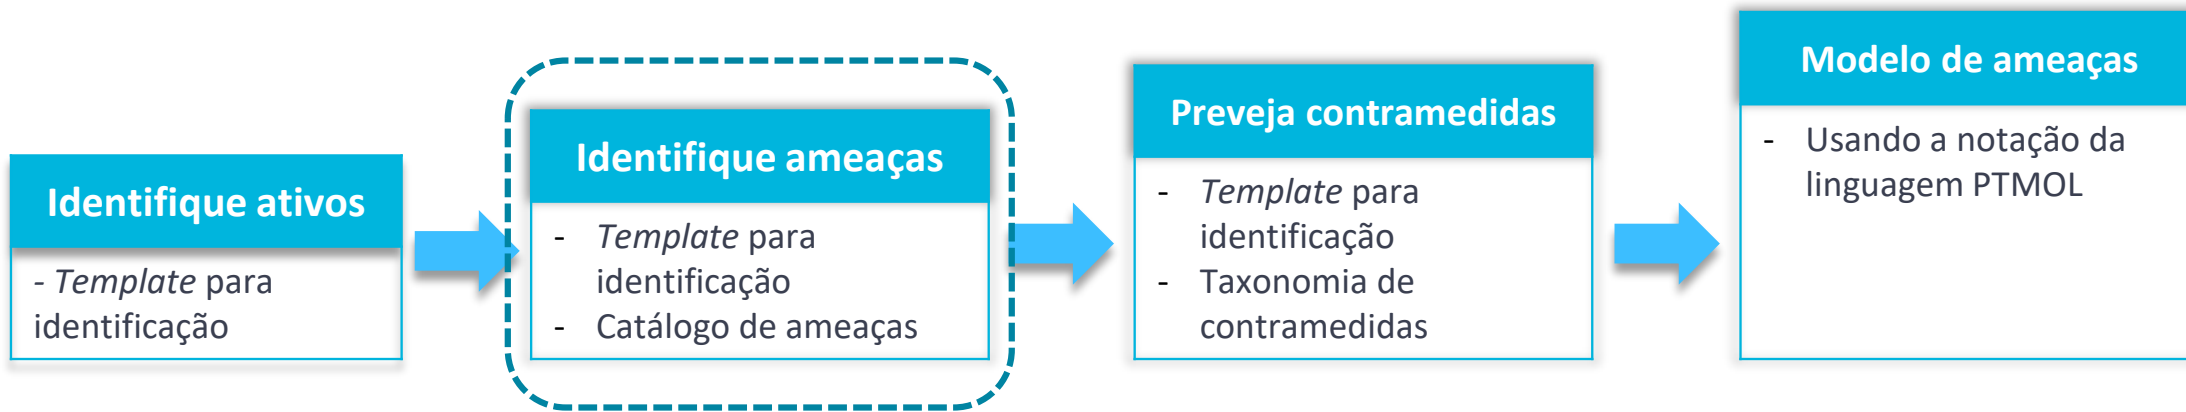 Identifique ativos
- Template para
identificação
Identifique ameaças
- Template para
identificação
- Catálogo de ameaças
Preveja contramedidas
- Template para
identificação
- Taxonomia de
contramedidas
Modelo de ameaças
- Usando a notação da
linguagem PTMOL